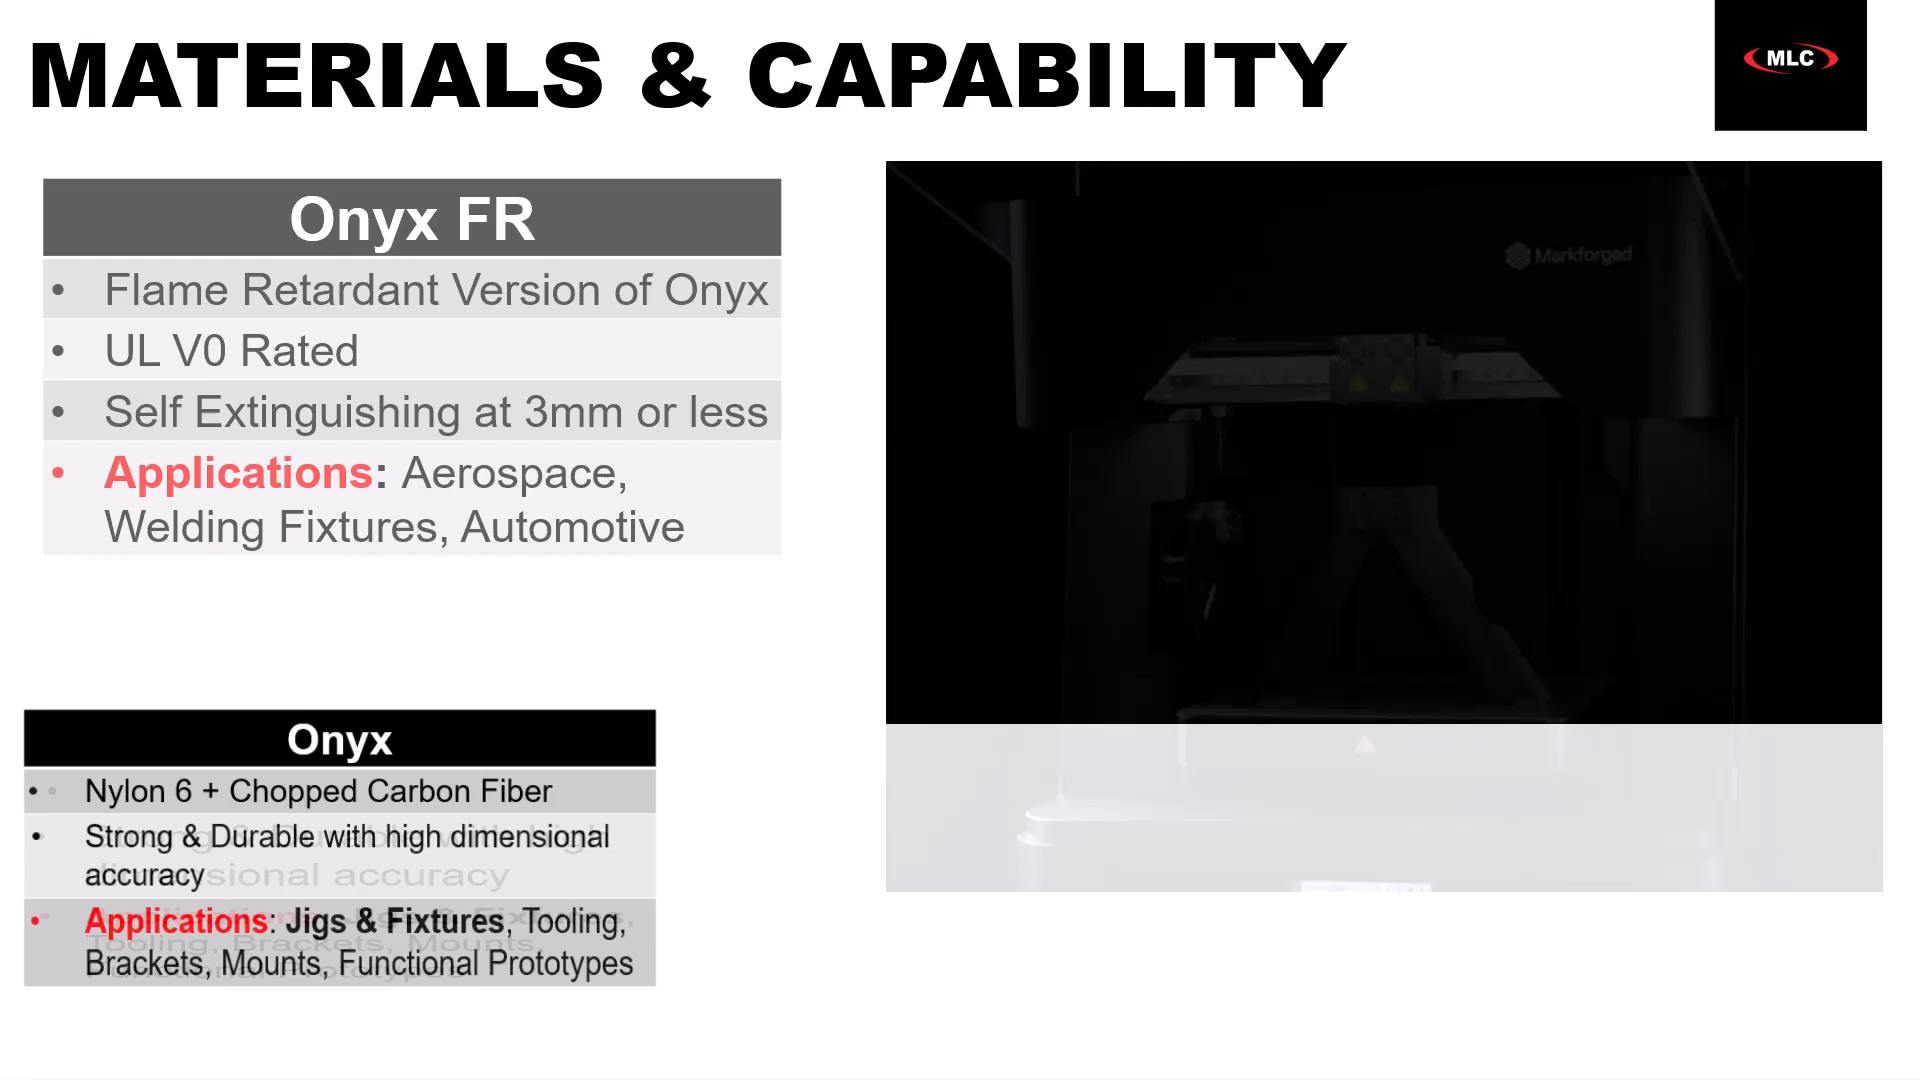 MATERIALS & CAPABILITY
MLC
Onyx FR
• Flame Retardant Version of Onyx
• UL V0 Rated
• Self Extinguishing at 3mm or less
• Applications: Aerospace,
Welding Fixtures, Automotive
Markforged
Onyx
• Nylon 6 + Chopped Carbon Fiber
• Strong & Durable with high dimensional
accuracy
• Applications: Jigs & Fixtures, Tooling,
Brackets, Mounts, Functional Prototypes